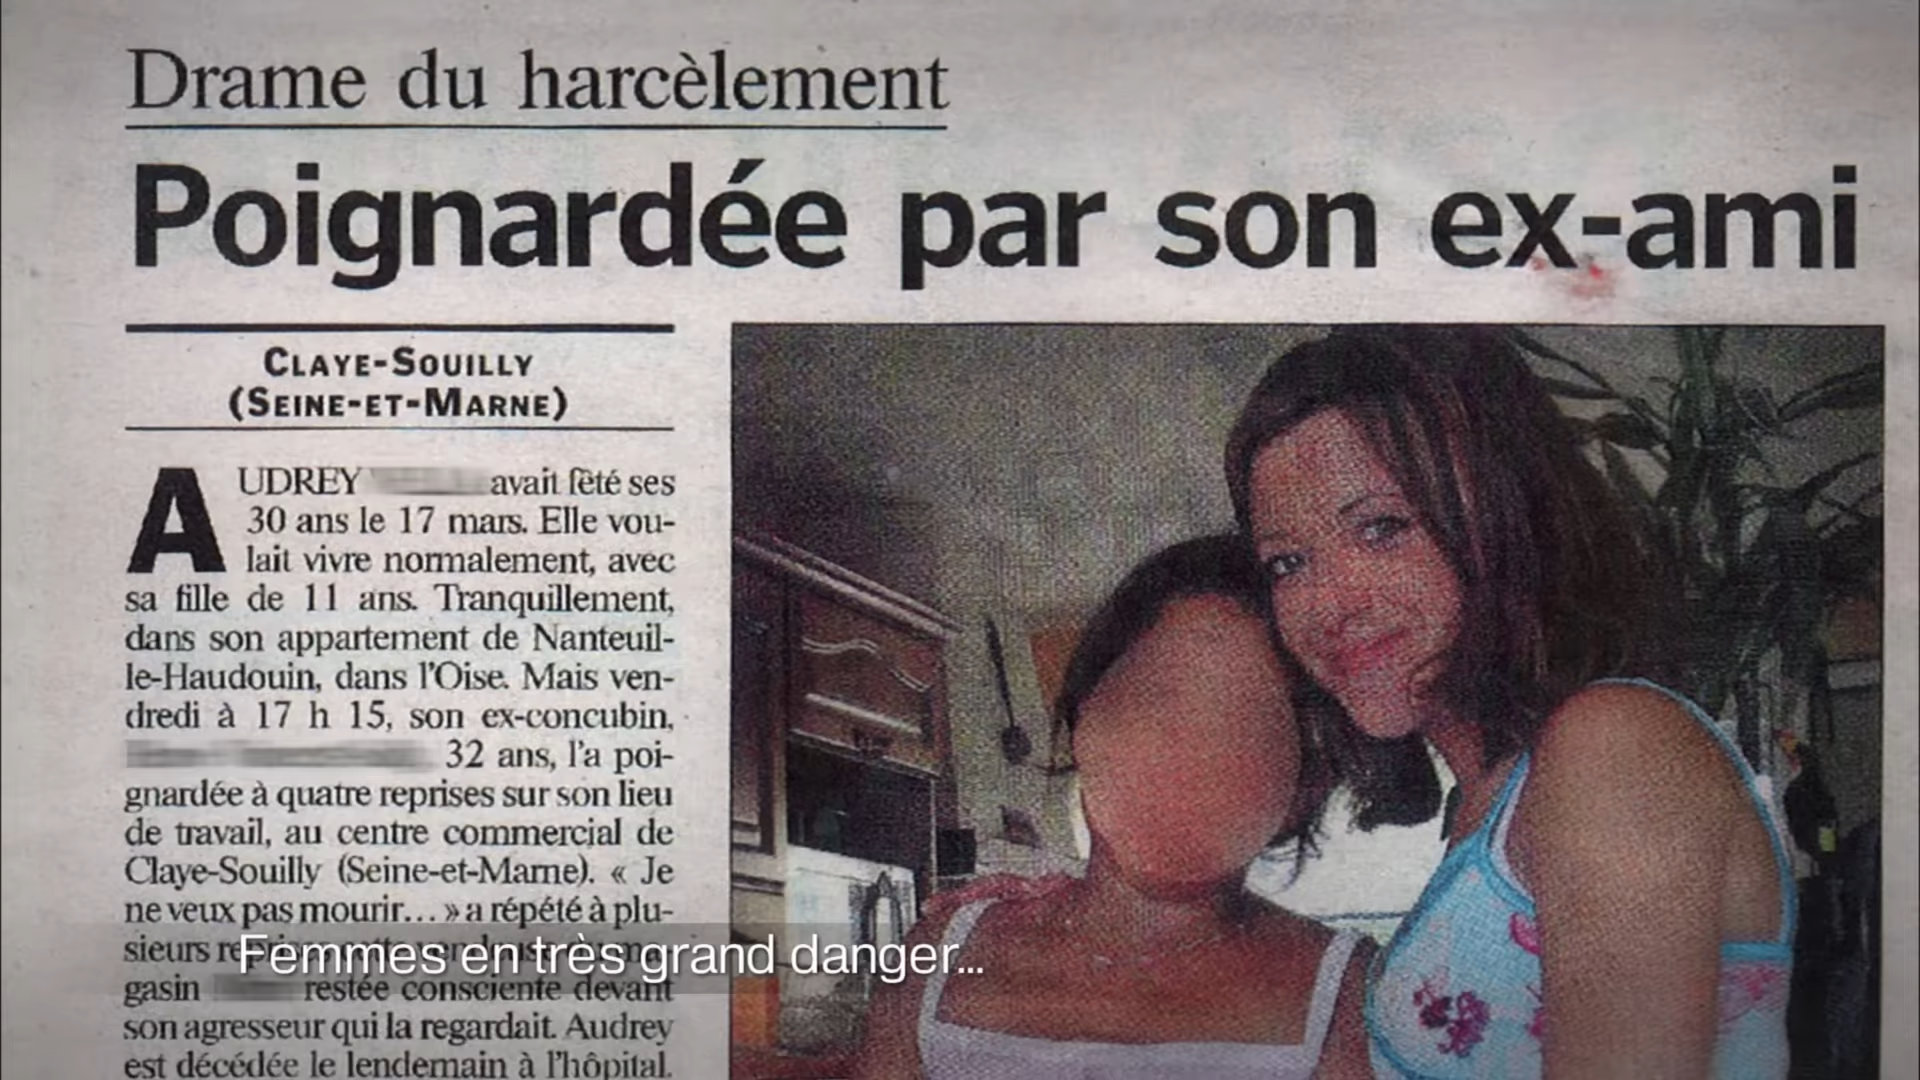 Drame du harcèlement
Poignardée par son ex-ami
CLAYE-SOUILLY
(SEINE-ET-MARNE)
AUDREY avait fêté ses
30 ans le 17 mars. Elle vou-
lait vivre normalement, avec
sa fille de 11 ans. Tranquillement,
dans son appartement de Nanteuil-
le-Haudouin, dans l'Oise. Mais ven-
dredi à 17 h 15, son ex-concubin,
32 ans, l'a poi-
gnardée à quatre reprises sur son lieu
de travail, au centre commercial de
Claye-Souilly (Seine-et-Marne). « Je
ne veux pas mourir... » a répété à plu-
sieurs
Femmes en très grand danger...
gasin restée consciente devant
son agresseur qui la regardait. Audrey
est décédée le lendemain à l'hôpital.